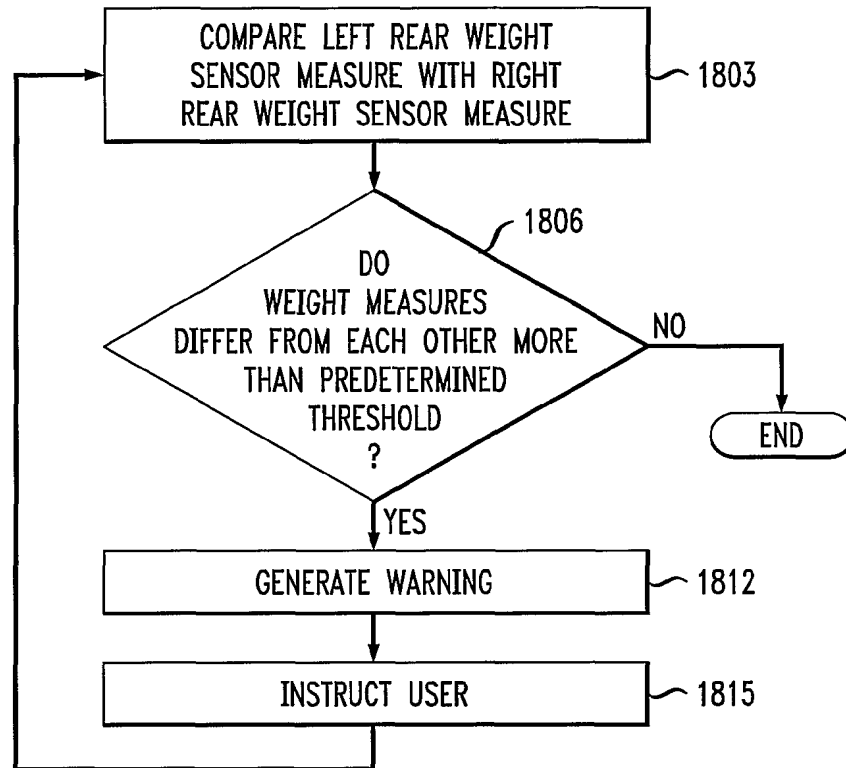 COMPARE LEFT REAR WEIGHT
SENSOR MEASURE WITH RIGHT
REAR WEIGHT SENSOR MEASURE
1803
1806
DO
WEIGHT MEASURES
DIFFER FROM EACH OTHER MORE
THAN PREDETERMINED
THRESHOLD
?
NO
END
YES
GENERATE WARNING
1812
INSTRUCT USER
1815